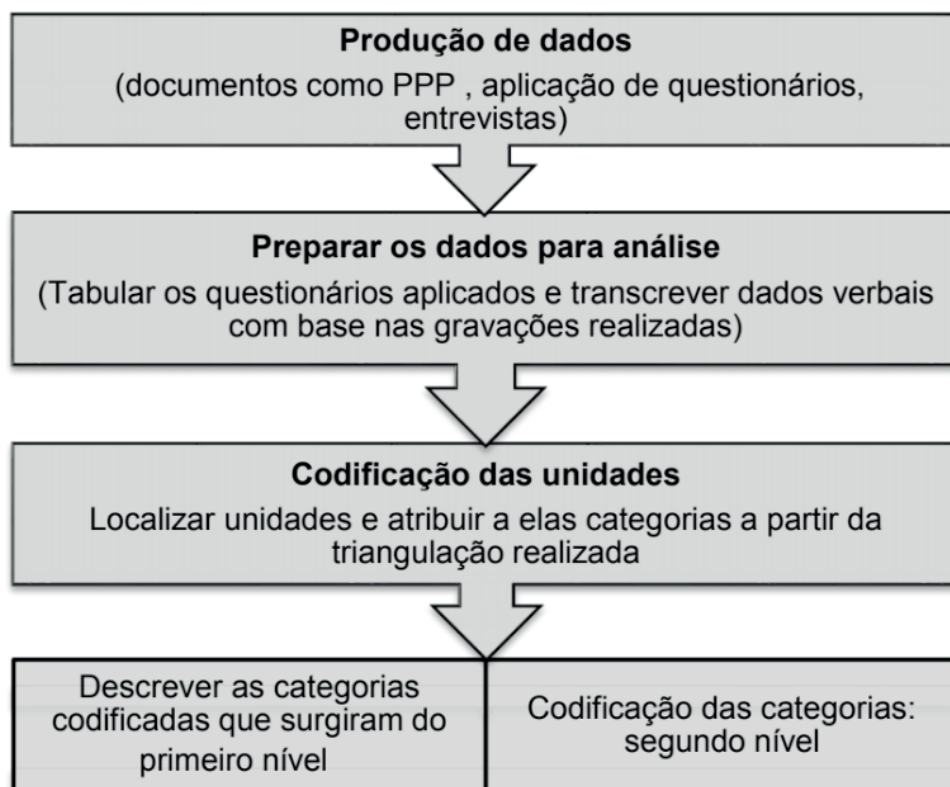 Produção de dados
(documentos como PPP , aplicação de questionários,
entrevistas)
Preparar os dados para análise
(Tabular os questionários aplicados e transcrever dados verbais
com base nas gravações realizadas)
Codificação das unidades
Localizar unidades e atribuir a elas categorias a partir da
triangulação realizada
Descrever as categorias
codificadas que surgiram do
primeiro nível
Codificação das categorias:
segundo nível